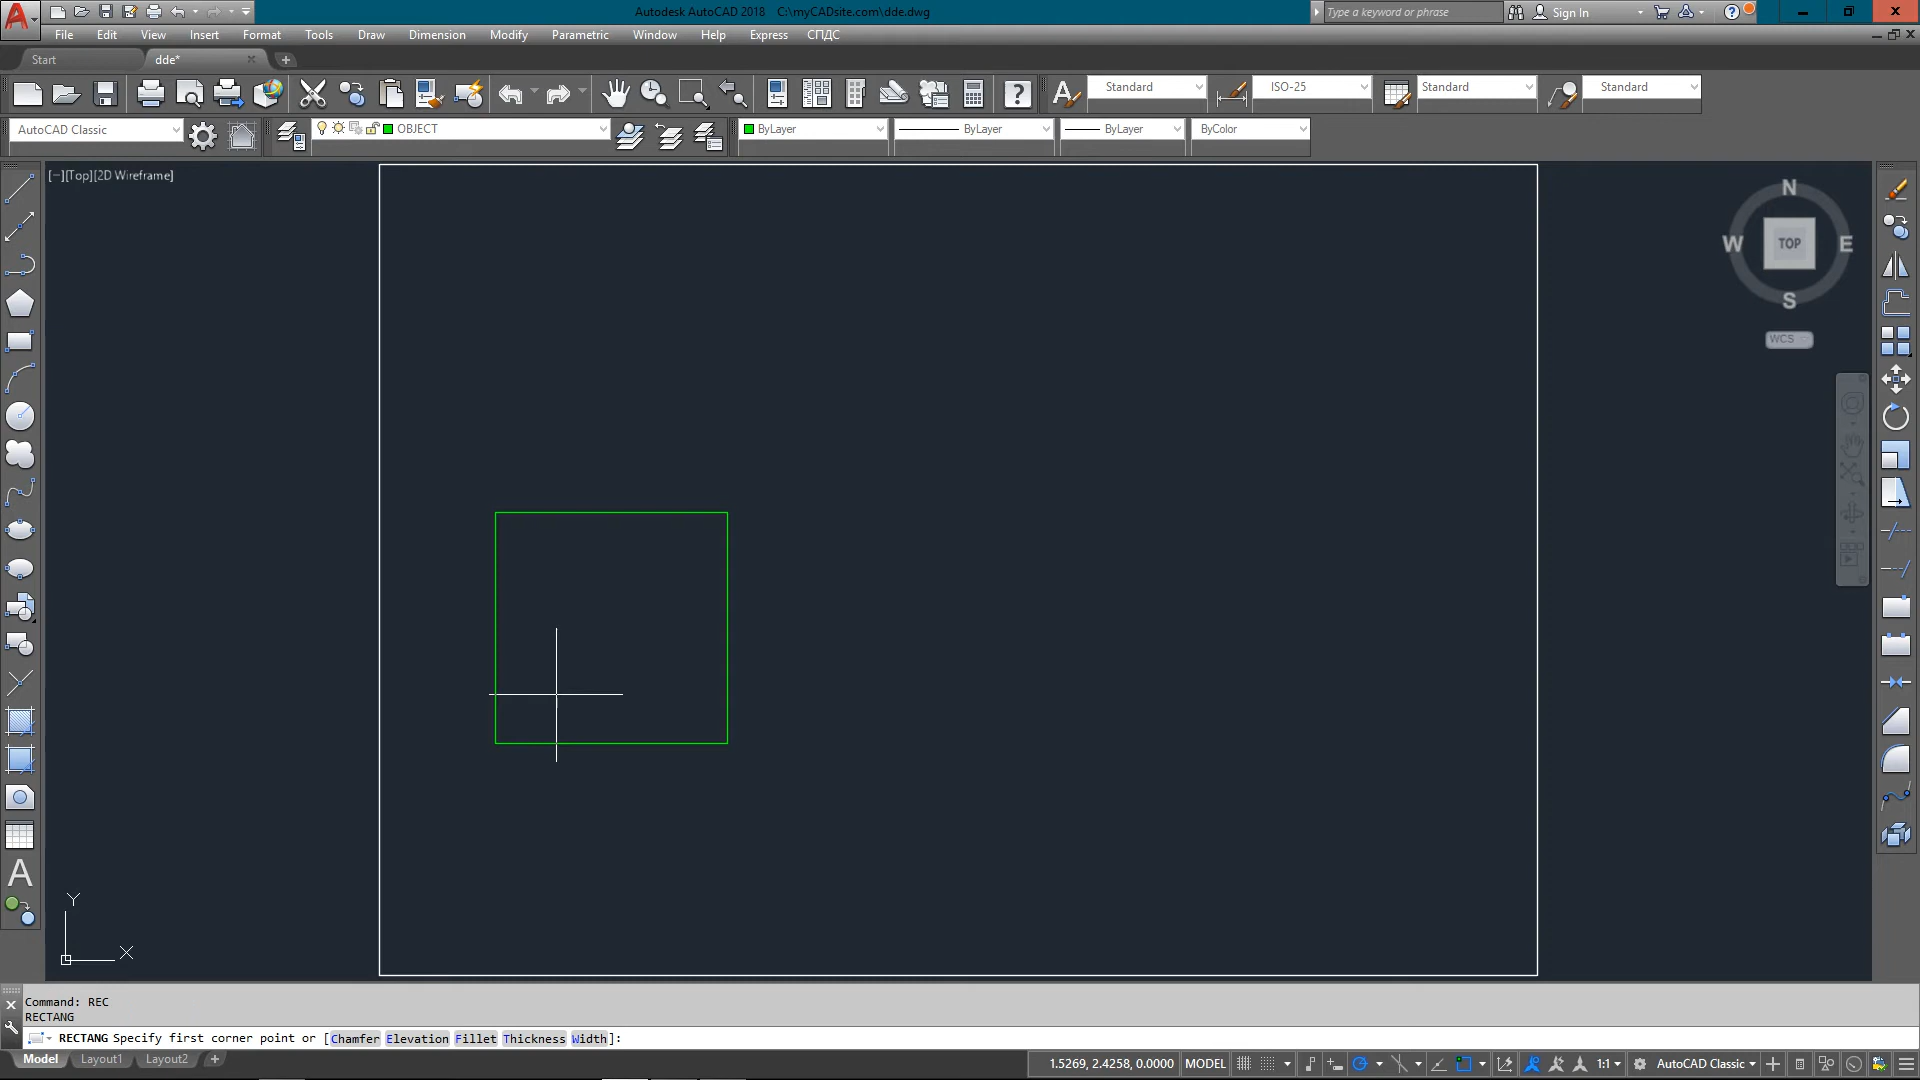 Autodesk AutoCAD 2018 C:\myCADsite.com\dde.dwg
Type a keyword or phrase
Sign In
File Edit View Insert Format Tools Draw Dimension Modify Parametric Window Help Express СПДС
Start dde*
Standard ISO-25 Standard Standard
AutoCAD Classic OBJECT ByLayer ByLayer ByLayer ByColor
[−][Top][2D Wireframe]
N
W TOP E
S
WCS
A
Y
X
Command: REC
RECTANG
RECTANG Specify first corner point or [Chamfer Elevation Fillet Thickness Width]:
Model Layout1 Layout2 +
1.5269, 2.4258, 0.0000 MODEL 1:1 AutoCAD Classic